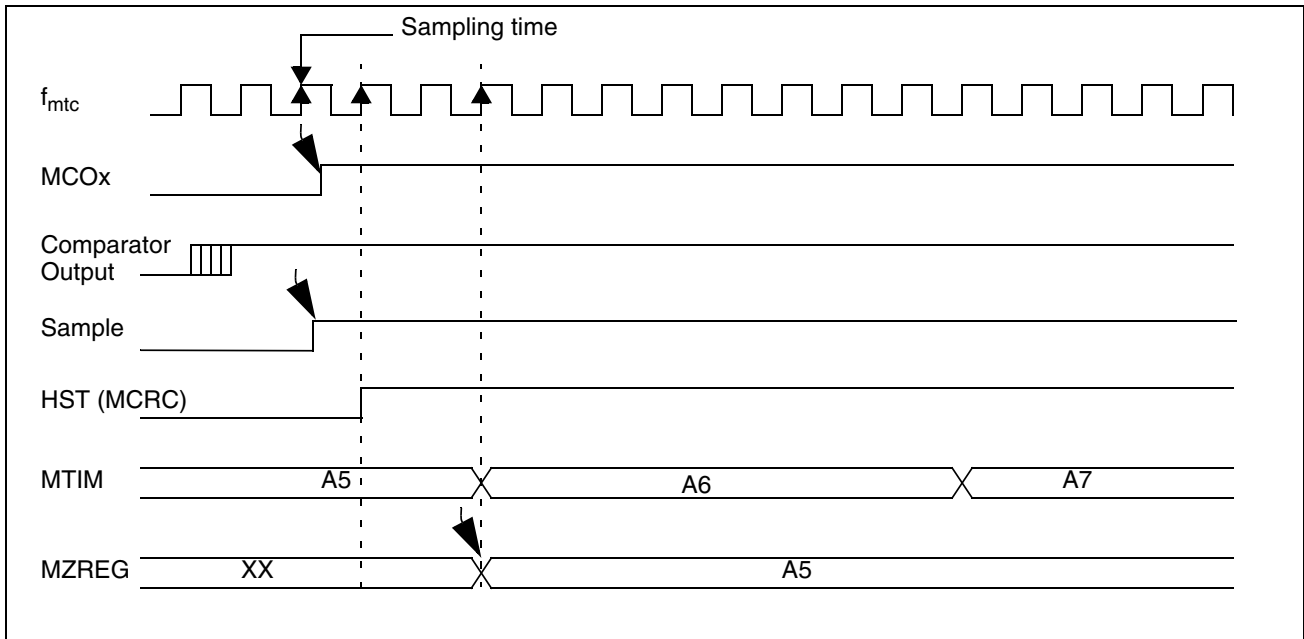 Sampling time
fmtc
MCOx
Comparator
Output
Sample
HST (MCRC)
MTIM
A5
A6
A7
MZREG
XX
A5